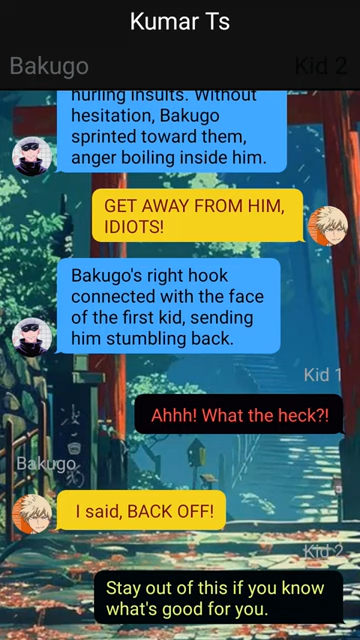 Kumar Ts
Bakugo
Kid 2
hurling insults. Without
hesitation, Bakugo
sprinted toward them,
anger boiling inside him.
GET AWAY FROM HIM,
IDIOTS!
Bakugo's right hook
connected with the face
of the first kid, sending
him stumbling back.
Kid 1
Ahhh! What the heck?!
Bakugo
I said, BACK OFF!
Kid 2
Stay out of this if you know
what's good for you.